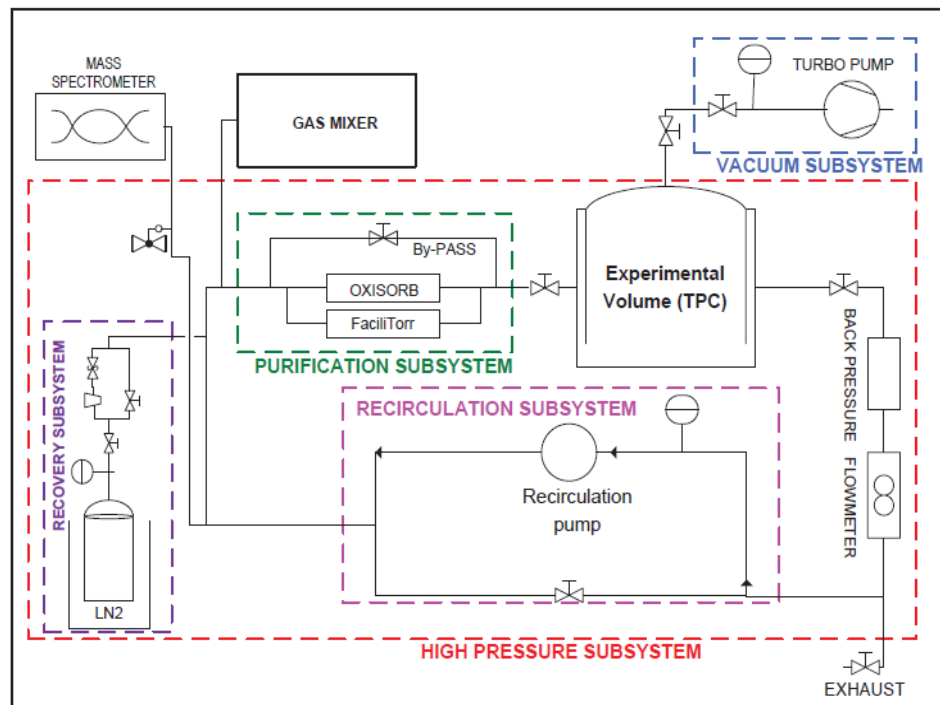 MASS
SPECTROMETER
GAS MIXER
TURBO PUMP
VACUUM SUBSYSTEM
By-PASS
OXISORB
FaciliTorr
PURIFICATION SUBSYSTEM
Experimental
Volume (TPC)
BACK PRESSURE
FLOWMETER
RECOVERY SUBSYSTEM
LN2
RECIRCULATION SUBSYSTEM
Recirculation
pump
HIGH PRESSURE SUBSYSTEM
EXHAUST